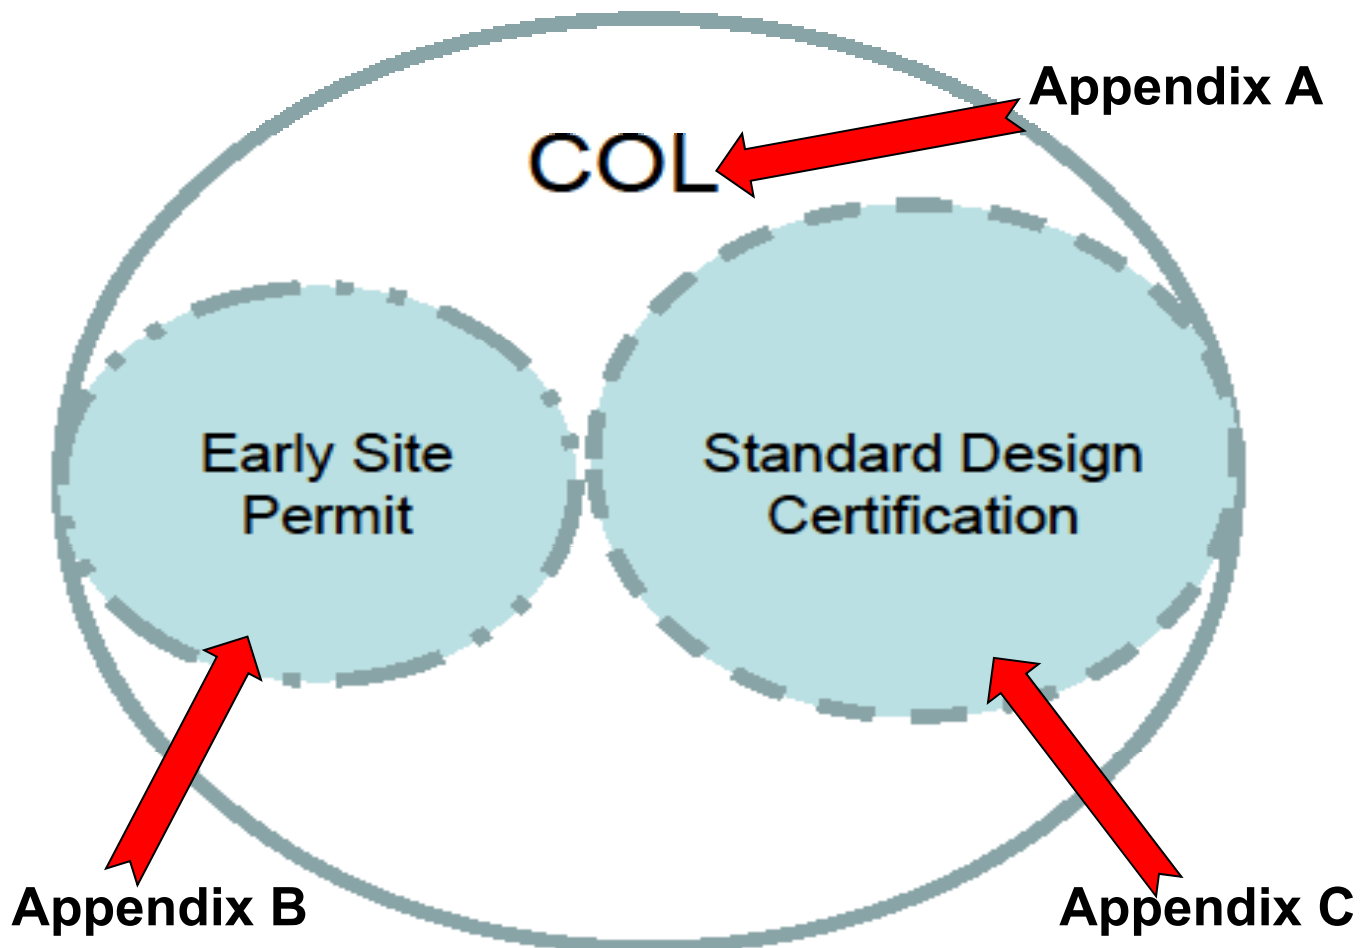 Appendix A
COL
Early Site
Permit
Standard Design
Certification
Appendix B
Appendix C